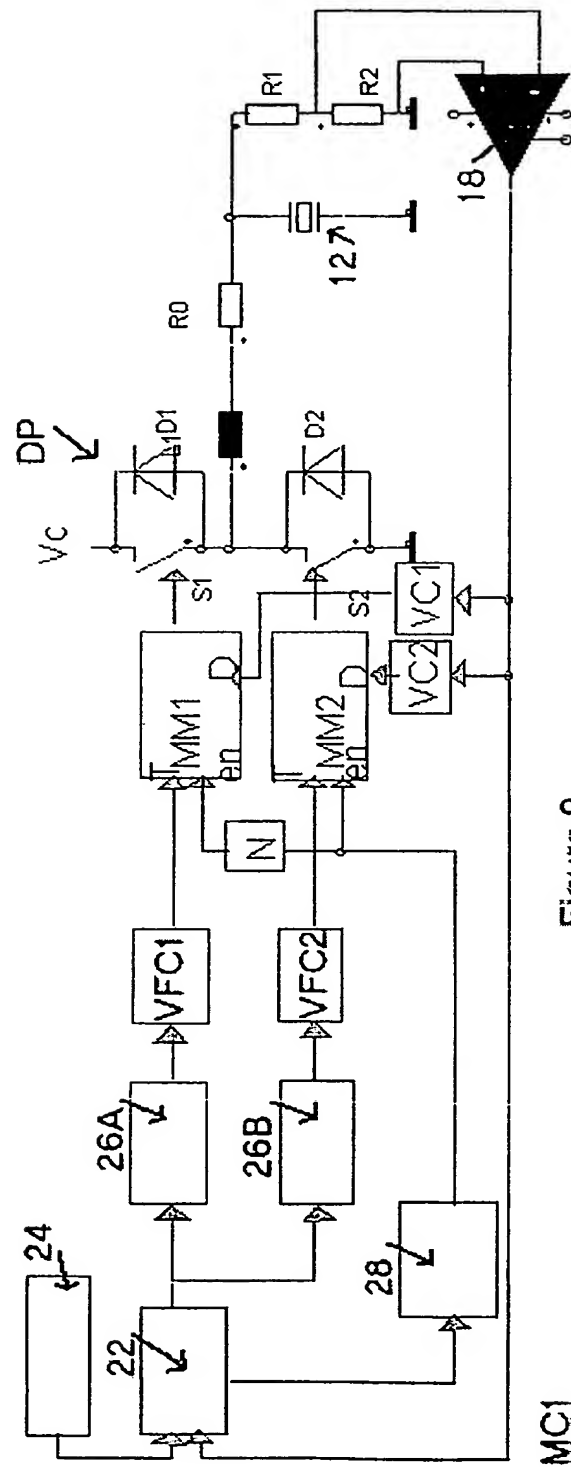 24
22
26A
26B
28
VFC1
VFC2
N
T
MM1
en
D
T
MM2
en
D
VC1
VC2
Vc
DP
S1
S2
D1
L1
D2
R0
R1
R2
12
18
MC1